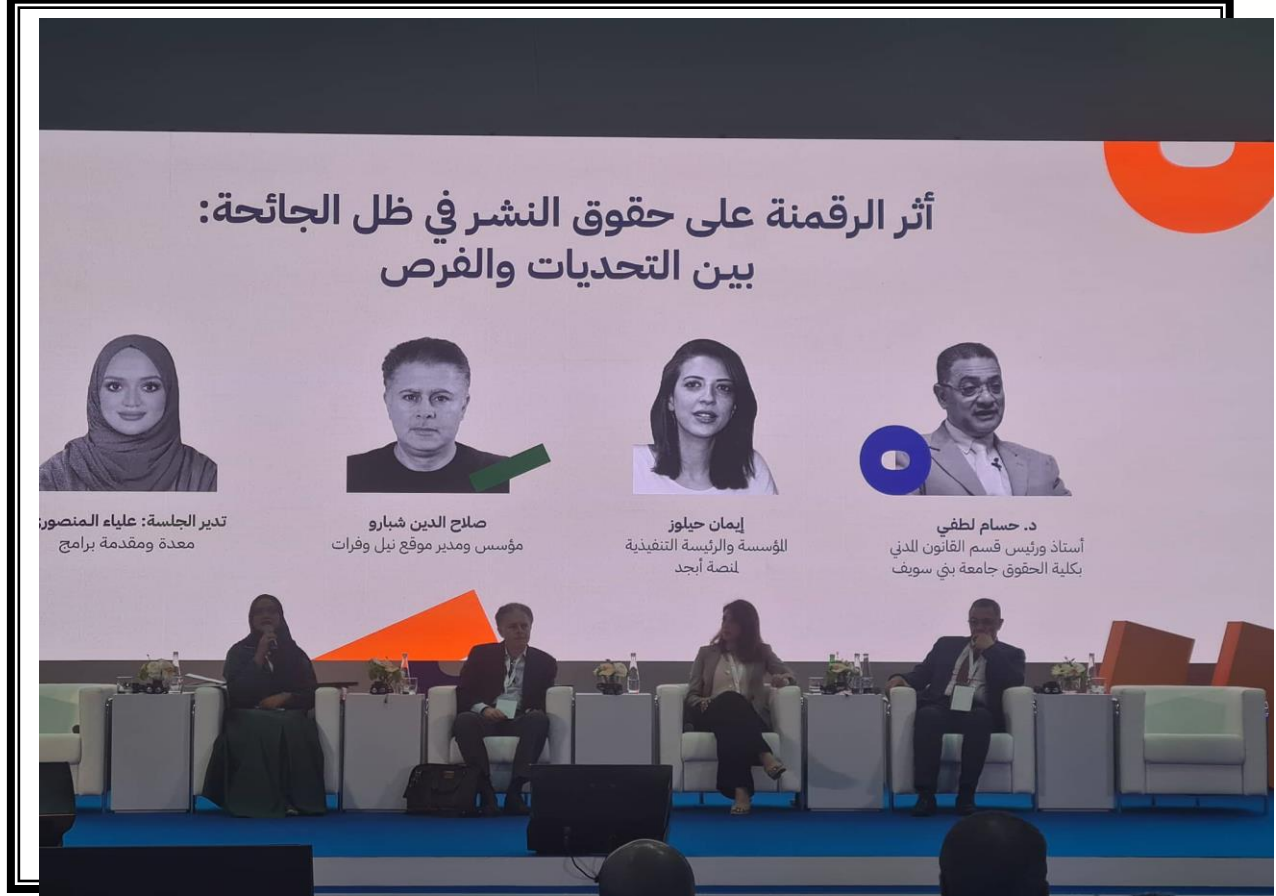 أثر الرقمنة على حقوق النشر في ظل الجائحة:
بين التحديات والفرص
د. حسام لطفي
أستاذ ورئيس قسم القانون المدني
بكلية الحقوق جامعة بني سويف
إيمان حيلوز
المؤسسة والرئيسة التنفيذية
لمنصة أبجد
صلاح الدين شبارو
مؤسس ومدير موقع نيل وفرات
تدير الجلسة: علياء المنصوري
معدة ومقدمة برامج